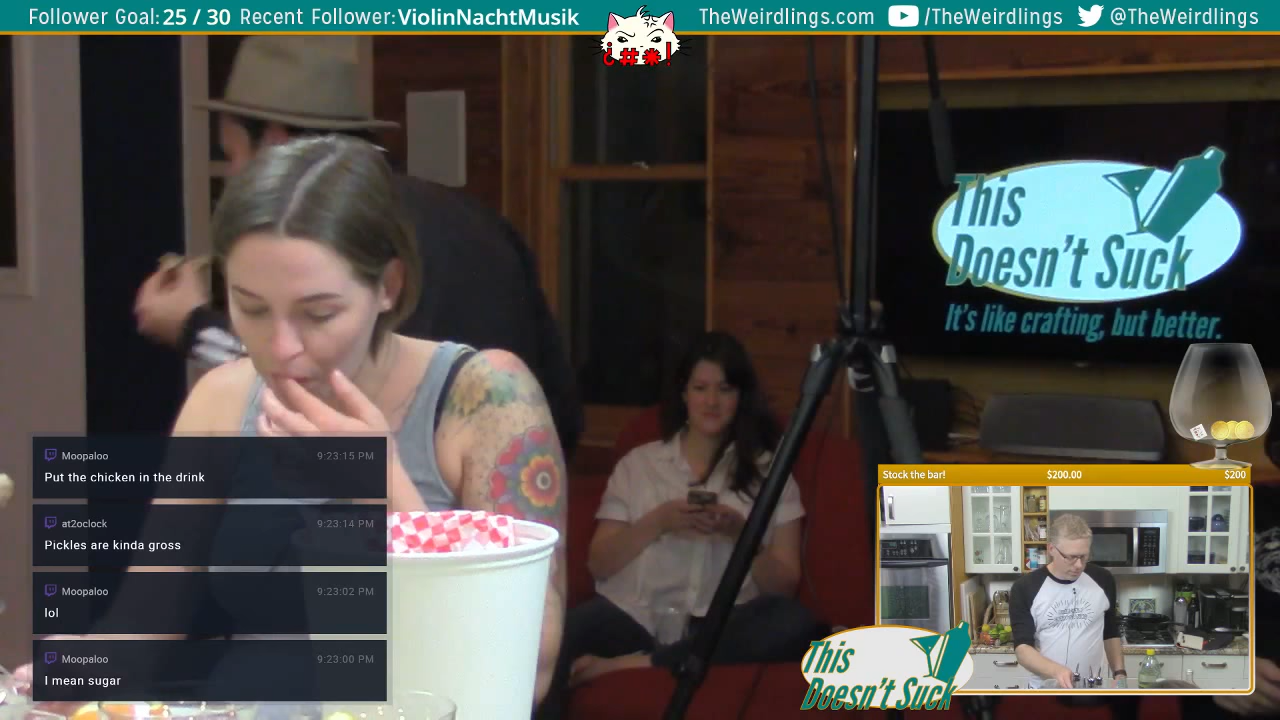 Follower Goal: 25 / 30 Recent Follower: ViolinNachtMusik
¿#*!
TheWeirdlings.com /TheWeirdlings @TheWeirdlings
This
Doesn't Suck
It's like crafting, but better.
Moopaloo 9:23:15 PM
Put the chicken in the drink
at2oclock 9:23:14 PM
Pickles are kinda gross
Moopaloo 9:23:02 PM
lol
Moopaloo 9:23:00 PM
I mean sugar
Stock the bar! $200.00 $200
This
Doesn't Suck